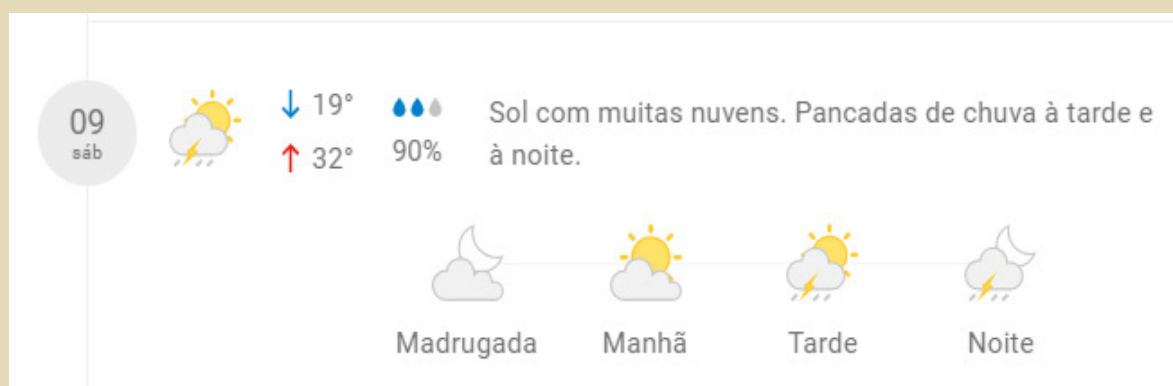 09
sáb
19°
32°
90%
Sol com muitas nuvens. Pancadas de chuva à tarde e
à noite.
Madrugada Manhã Tarde Noite